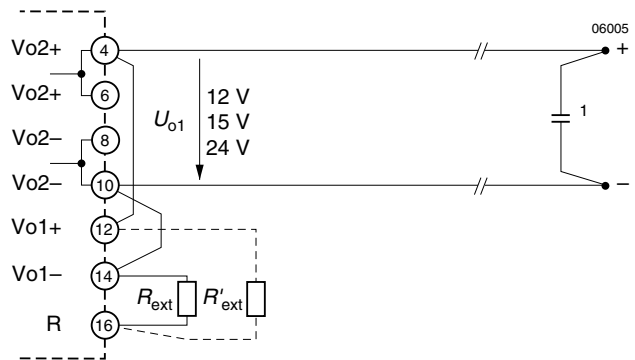 06005
Vo2+
4
+
Vo2+
6
Uo1
12 V
15 V
24 V
1
Vo2–
8
Vo2–
10
–
Vo1+
12
Vo1–
14
Rext
R'ext
R
16